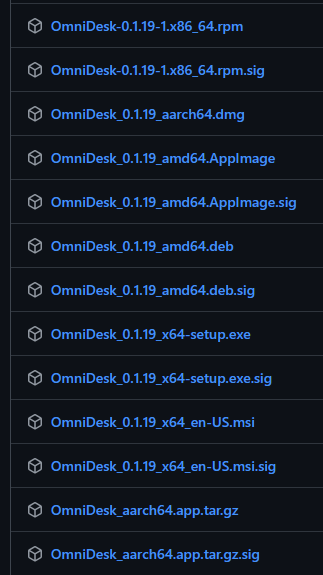 OmniDesk-0.1.19-1.x86_64.rpm
OmniDesk-0.1.19-1.x86_64.rpm.sig
OmniDesk_0.1.19_aarch64.dmg
OmniDesk_0.1.19_amd64.AppImage
OmniDesk_0.1.19_amd64.AppImage.sig
OmniDesk_0.1.19_amd64.deb
OmniDesk_0.1.19_amd64.deb.sig
OmniDesk_0.1.19_x64-setup.exe
OmniDesk_0.1.19_x64-setup.exe.sig
OmniDesk_0.1.19_x64_en-US.msi
OmniDesk_0.1.19_x64_en-US.msi.sig
OmniDesk_aarch64.app.tar.gz
OmniDesk_aarch64.app.tar.gz.sig